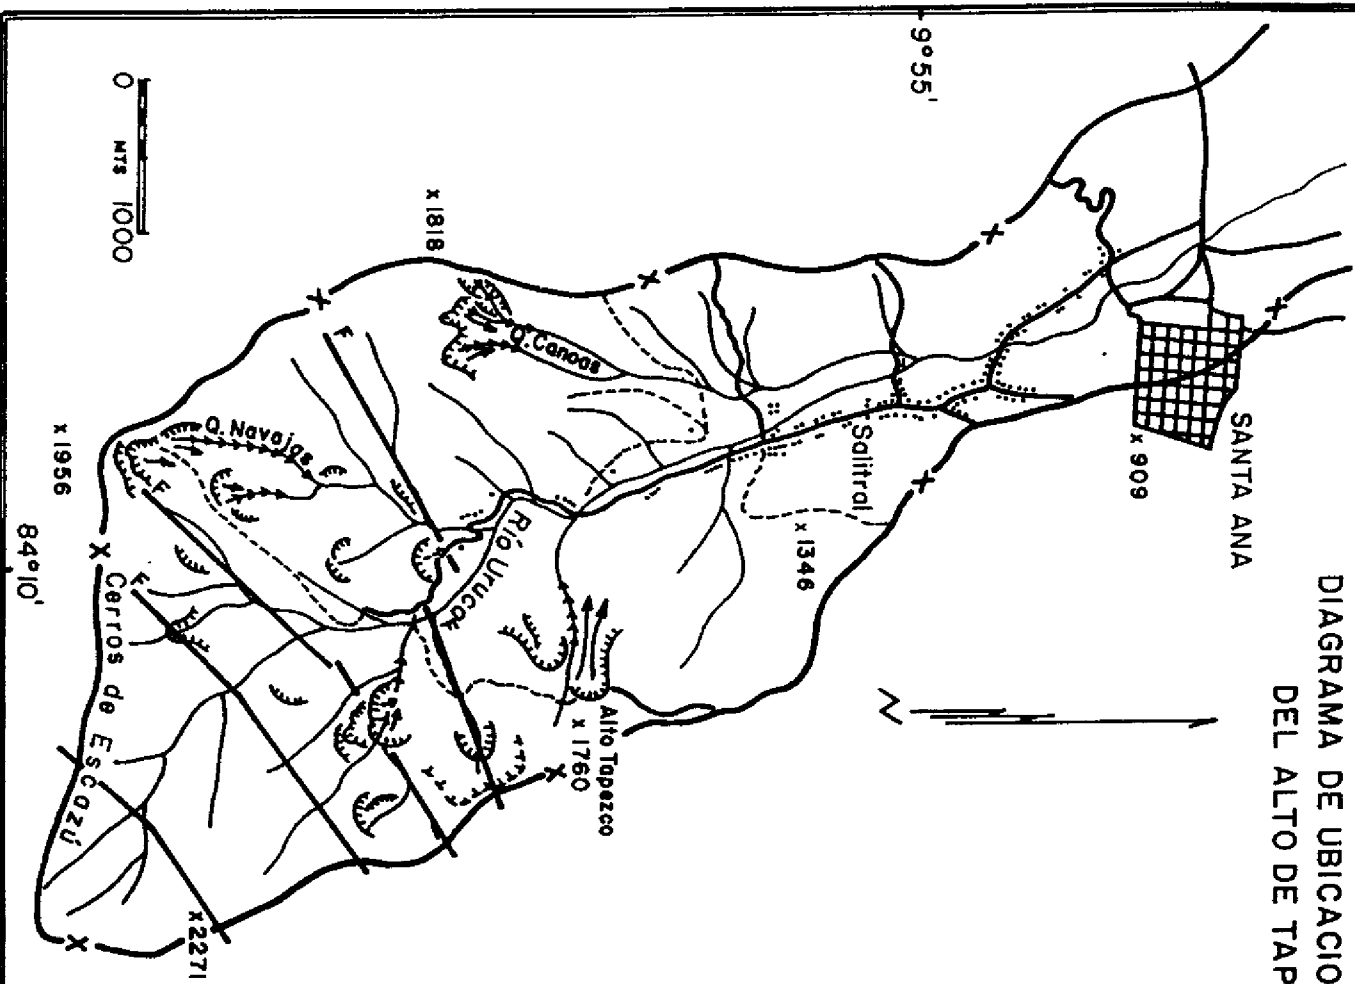 DIAGRAMA DE UBICACIO
DEL ALTO DE TAP
SANTA ANA
x 909
9°55'
Salitral
x 1346
x 1818
Q. Canoas
F
Alto Tapezco
x 1760
Río Uruca
F
Q. Navajas
F
x 1956
F
Cerros de Escazú
84°10'
x 2271
0 MTS 1000